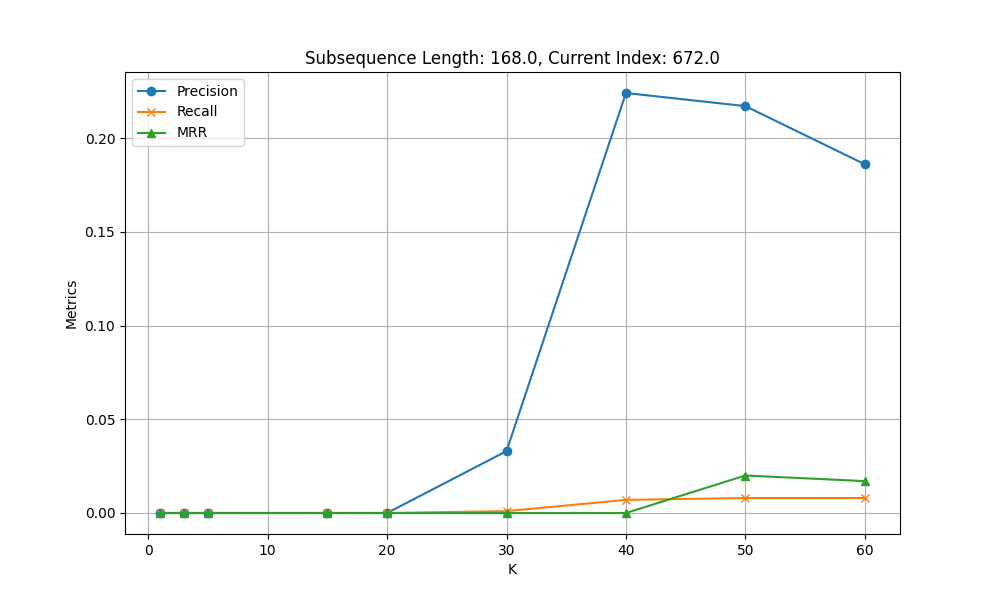 Subsequence Length: 168.0, Current Index: 672.0
Precision
Recall
MRR
0.20
0.15
0.10
0.05
0.00
Metrics
0 10 20 30 40 50 60
K